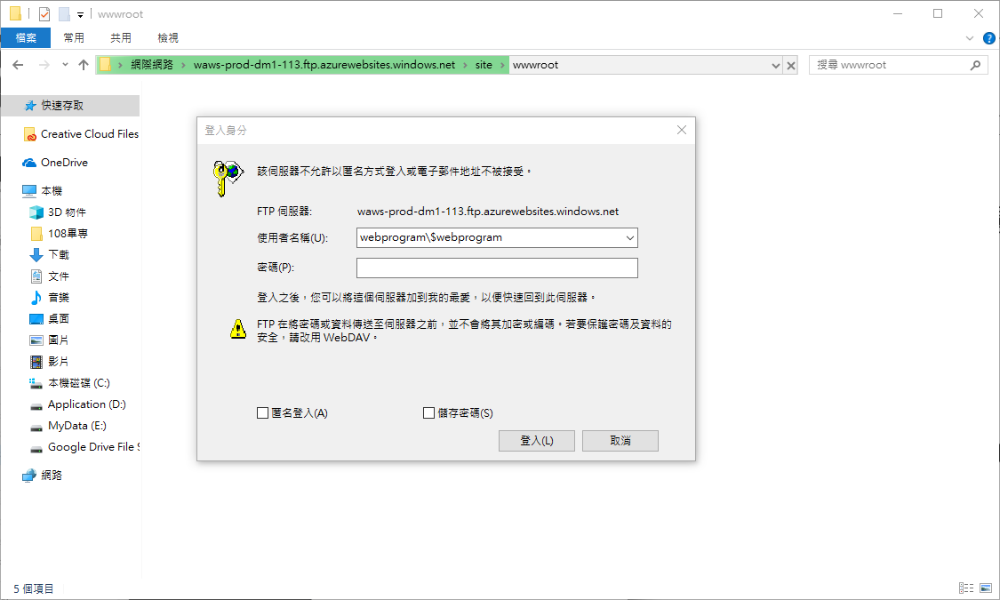 wwwroot
檔案 常用 共用 檢視
網際網路 waws-prod-dm1-113.ftp.azurewebsites.windows.net site wwwroot
搜尋 wwwroot
快速存取
Creative Cloud Files
OneDrive
本機
3D 物件
108畢專
下載
文件
音樂
桌面
圖片
影片
本機磁碟 (C:)
Application (D:)
MyData (E:)
Google Drive File
網路
登入身分
該伺服器不允許以匿名方式登入或電子郵件地址不被接受。
FTP 伺服器: waws-prod-dm1-113.ftp.azurewebsites.windows.net
使用者名稱(U): webprogram\$webprogram
密碼(P):
登入之後，您可以將這個伺服器加到我的最愛，以便快速回到此伺服器。
FTP 在將密碼或資料傳送至伺服器之前，並不會將其加密或編碼。若要保護密碼及資料的
安全，請改用 WebDAV。
匿名登入(A) 儲存密碼(S)
登入(L) 取消
5 個項目